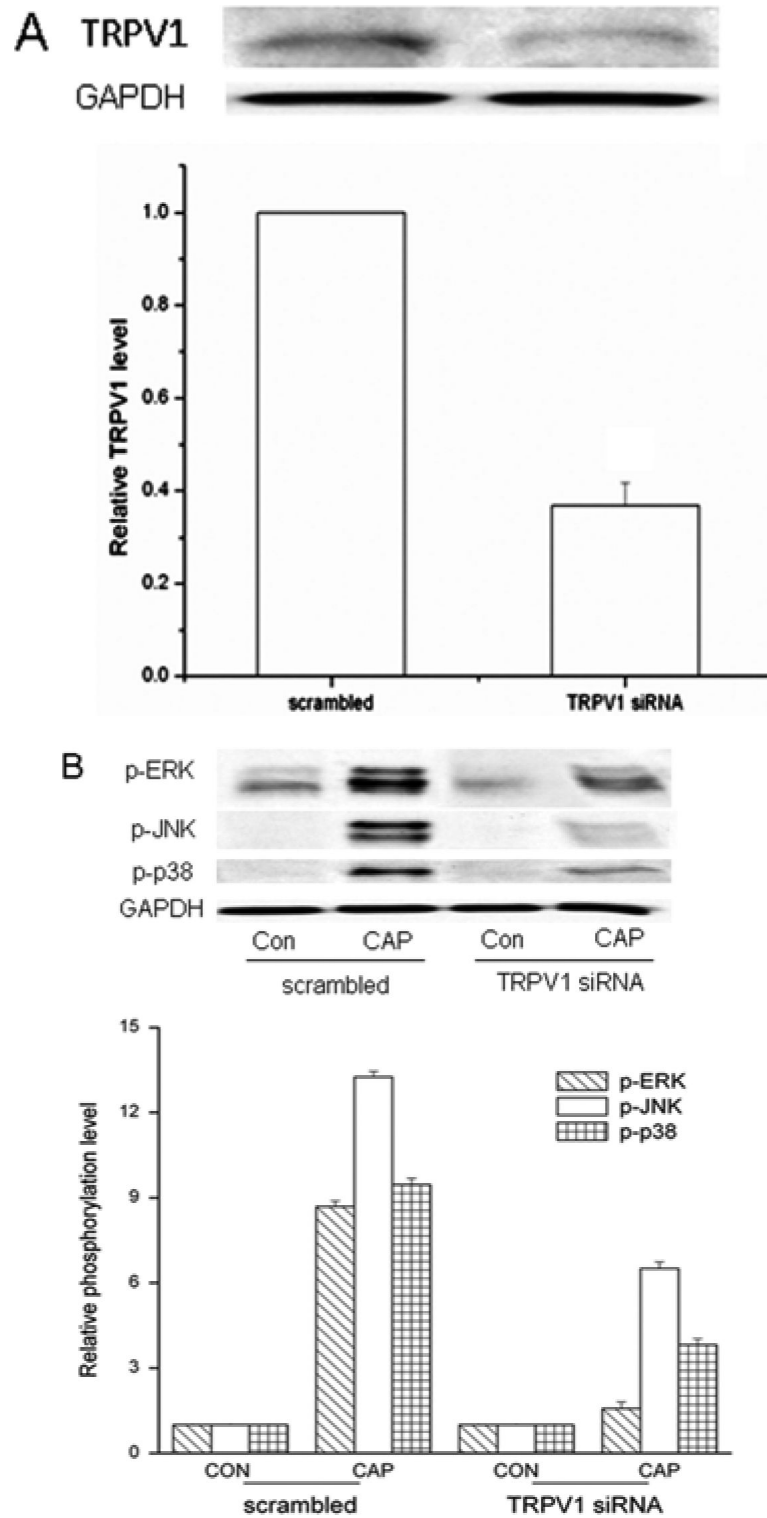 A
TRPV1
GAPDH
Relative TRPV1 level
1.0
0.8
0.6
0.4
0.2
0.0
scrambled TRPV1 siRNA
B
p-ERK
p-JNK
p-p38
GAPDH
Con CAP Con CAP
scrambled TRPV1 siRNA
Relative phosphorylation level
15
12
9
6
3
0
p-ERK
p-JNK
p-p38
CON CAP CON CAP
scrambled TRPV1 siRNA